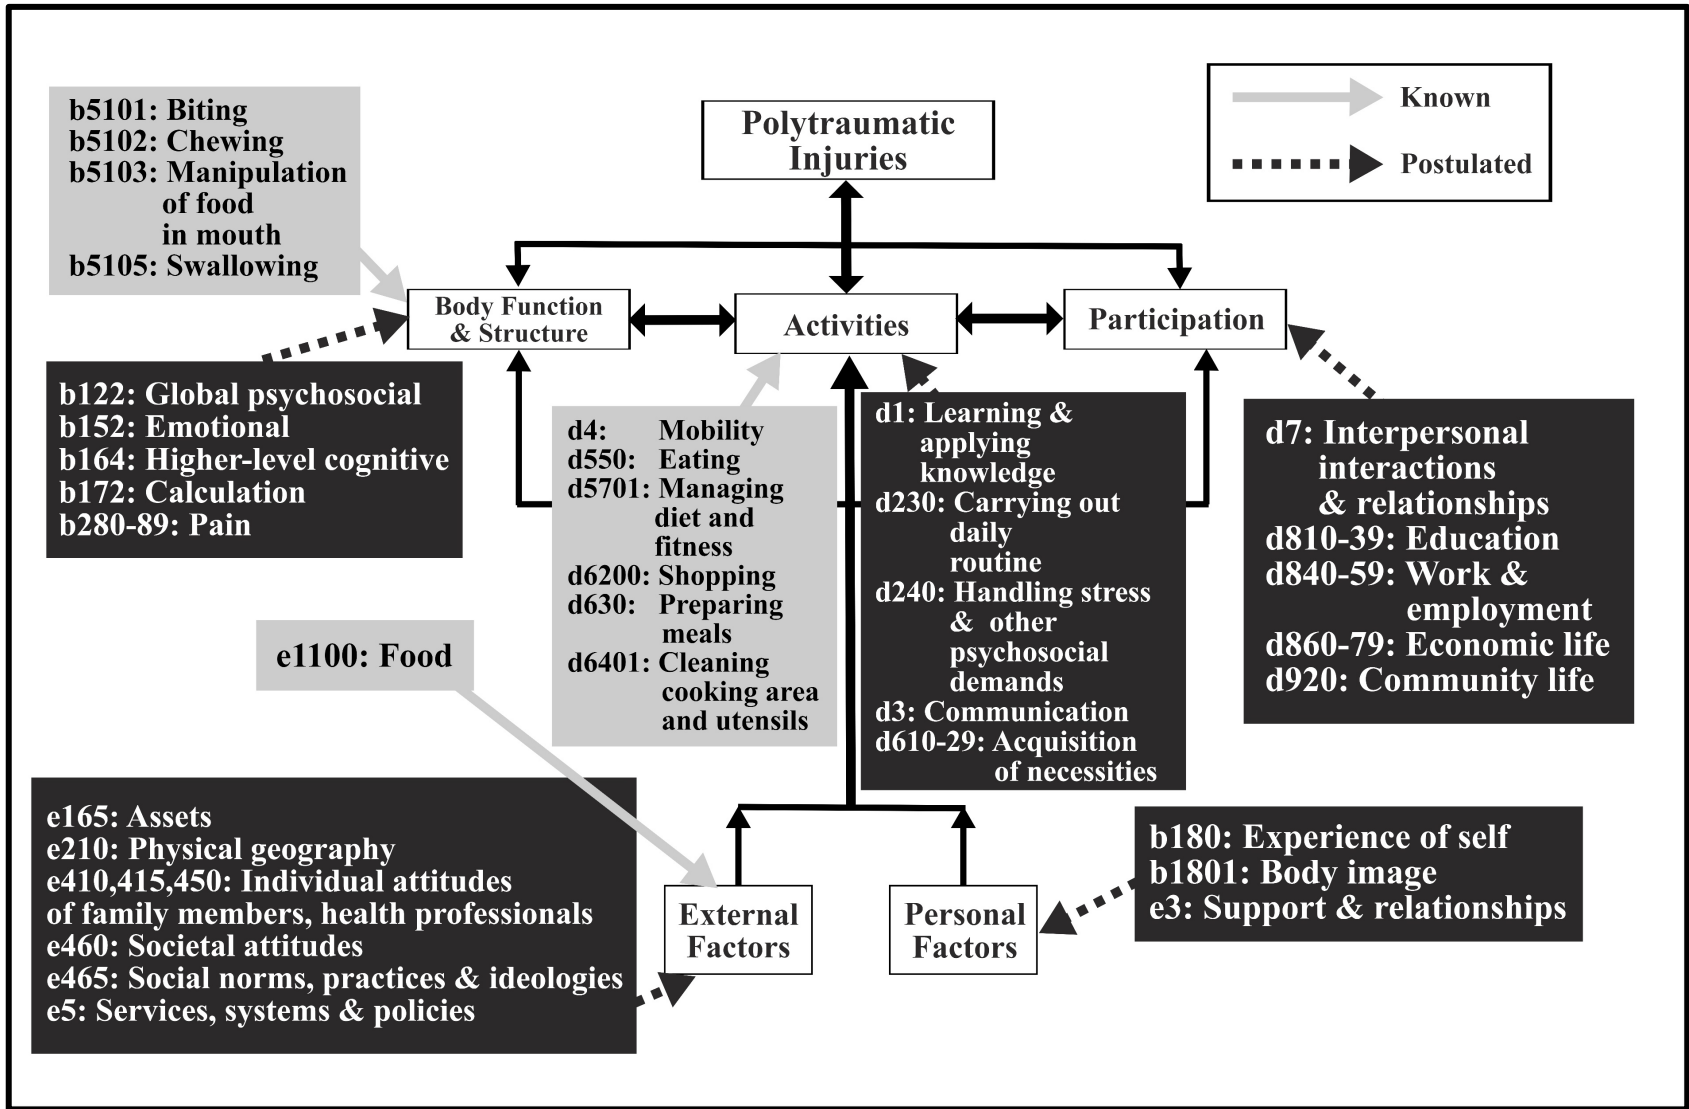 b5101: Biting
b5102: Chewing
b5103: Manipulation
of food
in mouth
b5105: Swallowing
Polytraumatic
Injuries
Known
Postulated
Body Function
& Structure
Activities
Participation
b122: Global psychosocial
b152: Emotional
b164: Higher-level cognitive
b172: Calculation
b280-89: Pain
d4: Mobility
d550: Eating
d5701: Managing
diet and
fitness
d6200: Shopping
d630: Preparing
meals
d6401: Cleaning
cooking area
and utensils
d1: Learning &
applying
knowledge
d230: Carrying out
daily
routine
d240: Handling stress
& other
psychosocial
demands
d3: Communication
d610-29: Acquisition
of necessities
d7: Interpersonal
interactions
& relationships
d810-39: Education
d840-59: Work &
employment
d860-79: Economic life
d920: Community life
e1100: Food
e165: Assets
e210: Physical geography
e410,415,450: Individual attitudes
of family members, health professionals
e460: Societal attitudes
e465: Social norms, practices & ideologies
e5: Services, systems & policies
External
Factors
Personal
Factors
b180: Experience of self
b1801: Body image
e3: Support & relationships